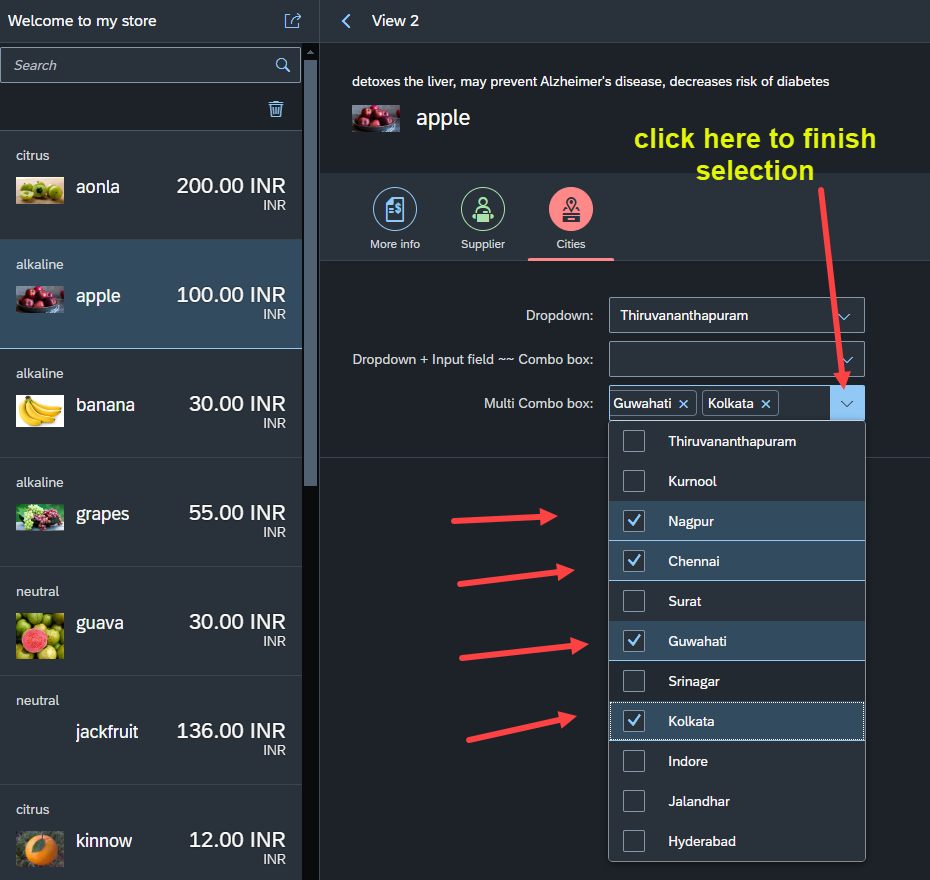 Welcome to my store
Search
citrus
aonla
200.00 INR
INR
alkaline
apple
100.00 INR
INR
alkaline
banana
30.00 INR
INR
alkaline
grapes
55.00 INR
INR
neutral
guava
30.00 INR
INR
neutral
jackfruit
136.00 INR
INR
citrus
kinnow
12.00 INR
INR
View 2
detoxes the liver, may prevent Alzheimer's disease, decreases risk of diabetes
apple
click here to finish
selection
More info
Supplier
Cities
Dropdown:
Thiruvananthapuram
Dropdown + Input field ~~ Combo box:
Multi Combo box:
Guwahati
Kolkata
Thiruvananthapuram
Kurnool
Nagpur
Chennai
Surat
Guwahati
Srinagar
Kolkata
Indore
Jalandhar
Hyderabad